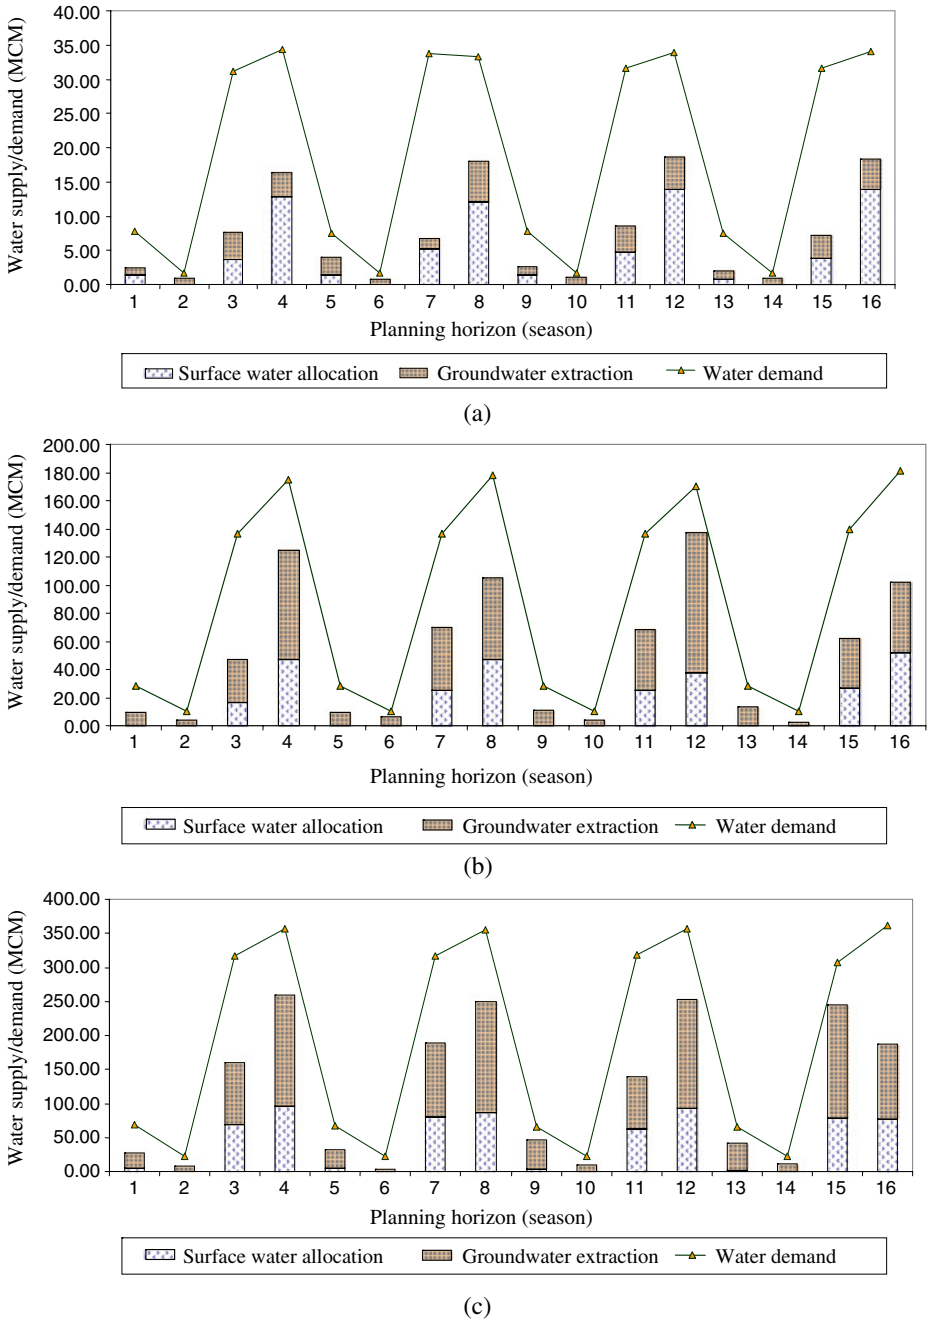 40.00
35.00
30.00
25.00
20.00
15.00
10.00
5.00
0.00
Water supply/demand (MCM)
1 2 3 4 5 6 7 8 9 10 11 12 13 14 15 16
Planning horizon (season)
Surface water allocation Groundwater extraction Water demand
(a)
200.00
180.00
160.00
140.00
120.00
100.00
80.00
60.00
40.00
20.00
0.00
Water supply/demand (MCM)
1 2 3 4 5 6 7 8 9 10 11 12 13 14 15 16
Planning horizon (season)
Surface water allocation Groundwater extraction Water demand
(b)
400.00
350.00
300.00
250.00
200.00
150.00
100.00
50.00
0.00
Water supply/demand (MCM)
1 2 3 4 5 6 7 8 9 10 11 12 13 14 15 16
Planning horizon (season)
Surface water allocation Groundwater extraction Water demand
(c)